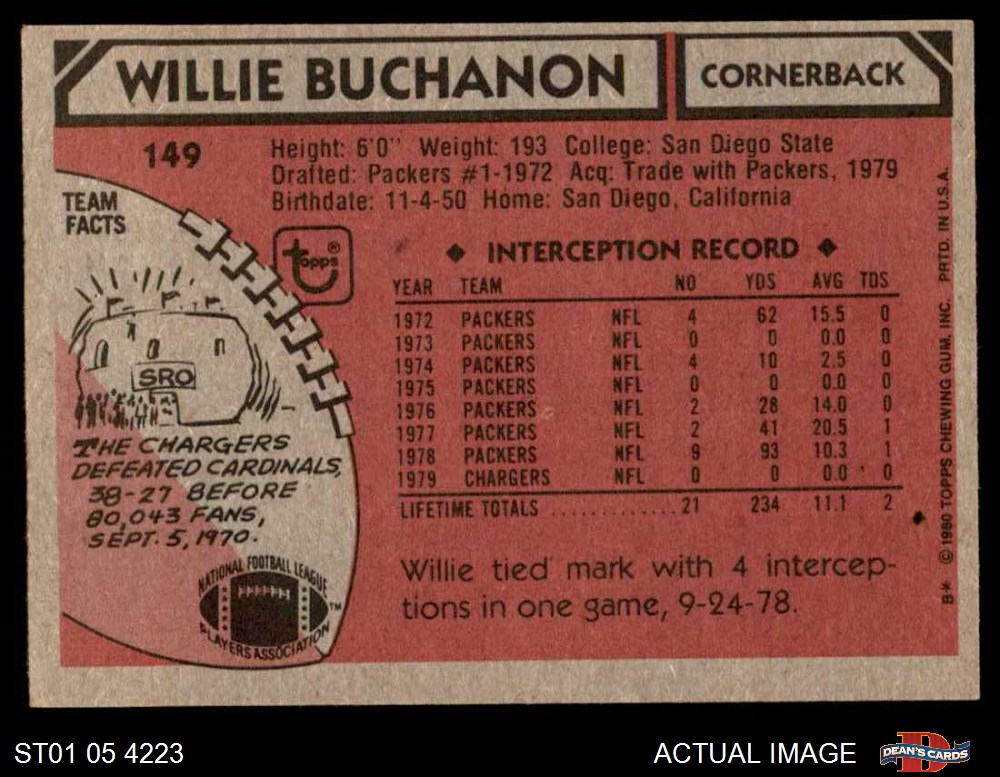 WILLIE BUCHANON
CORNERBACK
149
Height: 6'0" Weight: 193 College: San Diego State
Drafted: Packers #1-1972 Acq: Trade with Packers, 1979
Birthdate: 11-4-50 Home: San Diego, California
TEAM
FACTS
topps®
SRO
THE CHARGERS
DEFEATED CARDINALS,
38-27 BEFORE
80,043 FANS,
SEPT. 5, 1970.
NATIONAL FOOTBALL LEAGUE
PLAYERS ASSOCIATION
™
◆ INTERCEPTION RECORD ◆
YEAR TEAM NO YDS AVG TDS
1972 PACKERS NFL 4 62 15.5 0
1973 PACKERS NFL 0 0 0.0 0
1974 PACKERS NFL 4 10 2.5 0
1975 PACKERS NFL 0 0 0.0 0
1976 PACKERS NFL 2 28 14.0 0
1977 PACKERS NFL 2 41 20.5 1
1978 PACKERS NFL 9 93 10.3 1
1979 CHARGERS NFL 0 0 0.0 0
LIFETIME TOTALS ............. 21 234 11.1 2
Willie tied mark with 4 intercep-
tions in one game, 9-24-78.
B* © 1980 TOPPS CHEWING GUM, INC. PRTD. IN U.S.A.
ST01 05 4223
ACTUAL IMAGE
D
DEAN'S CARDS